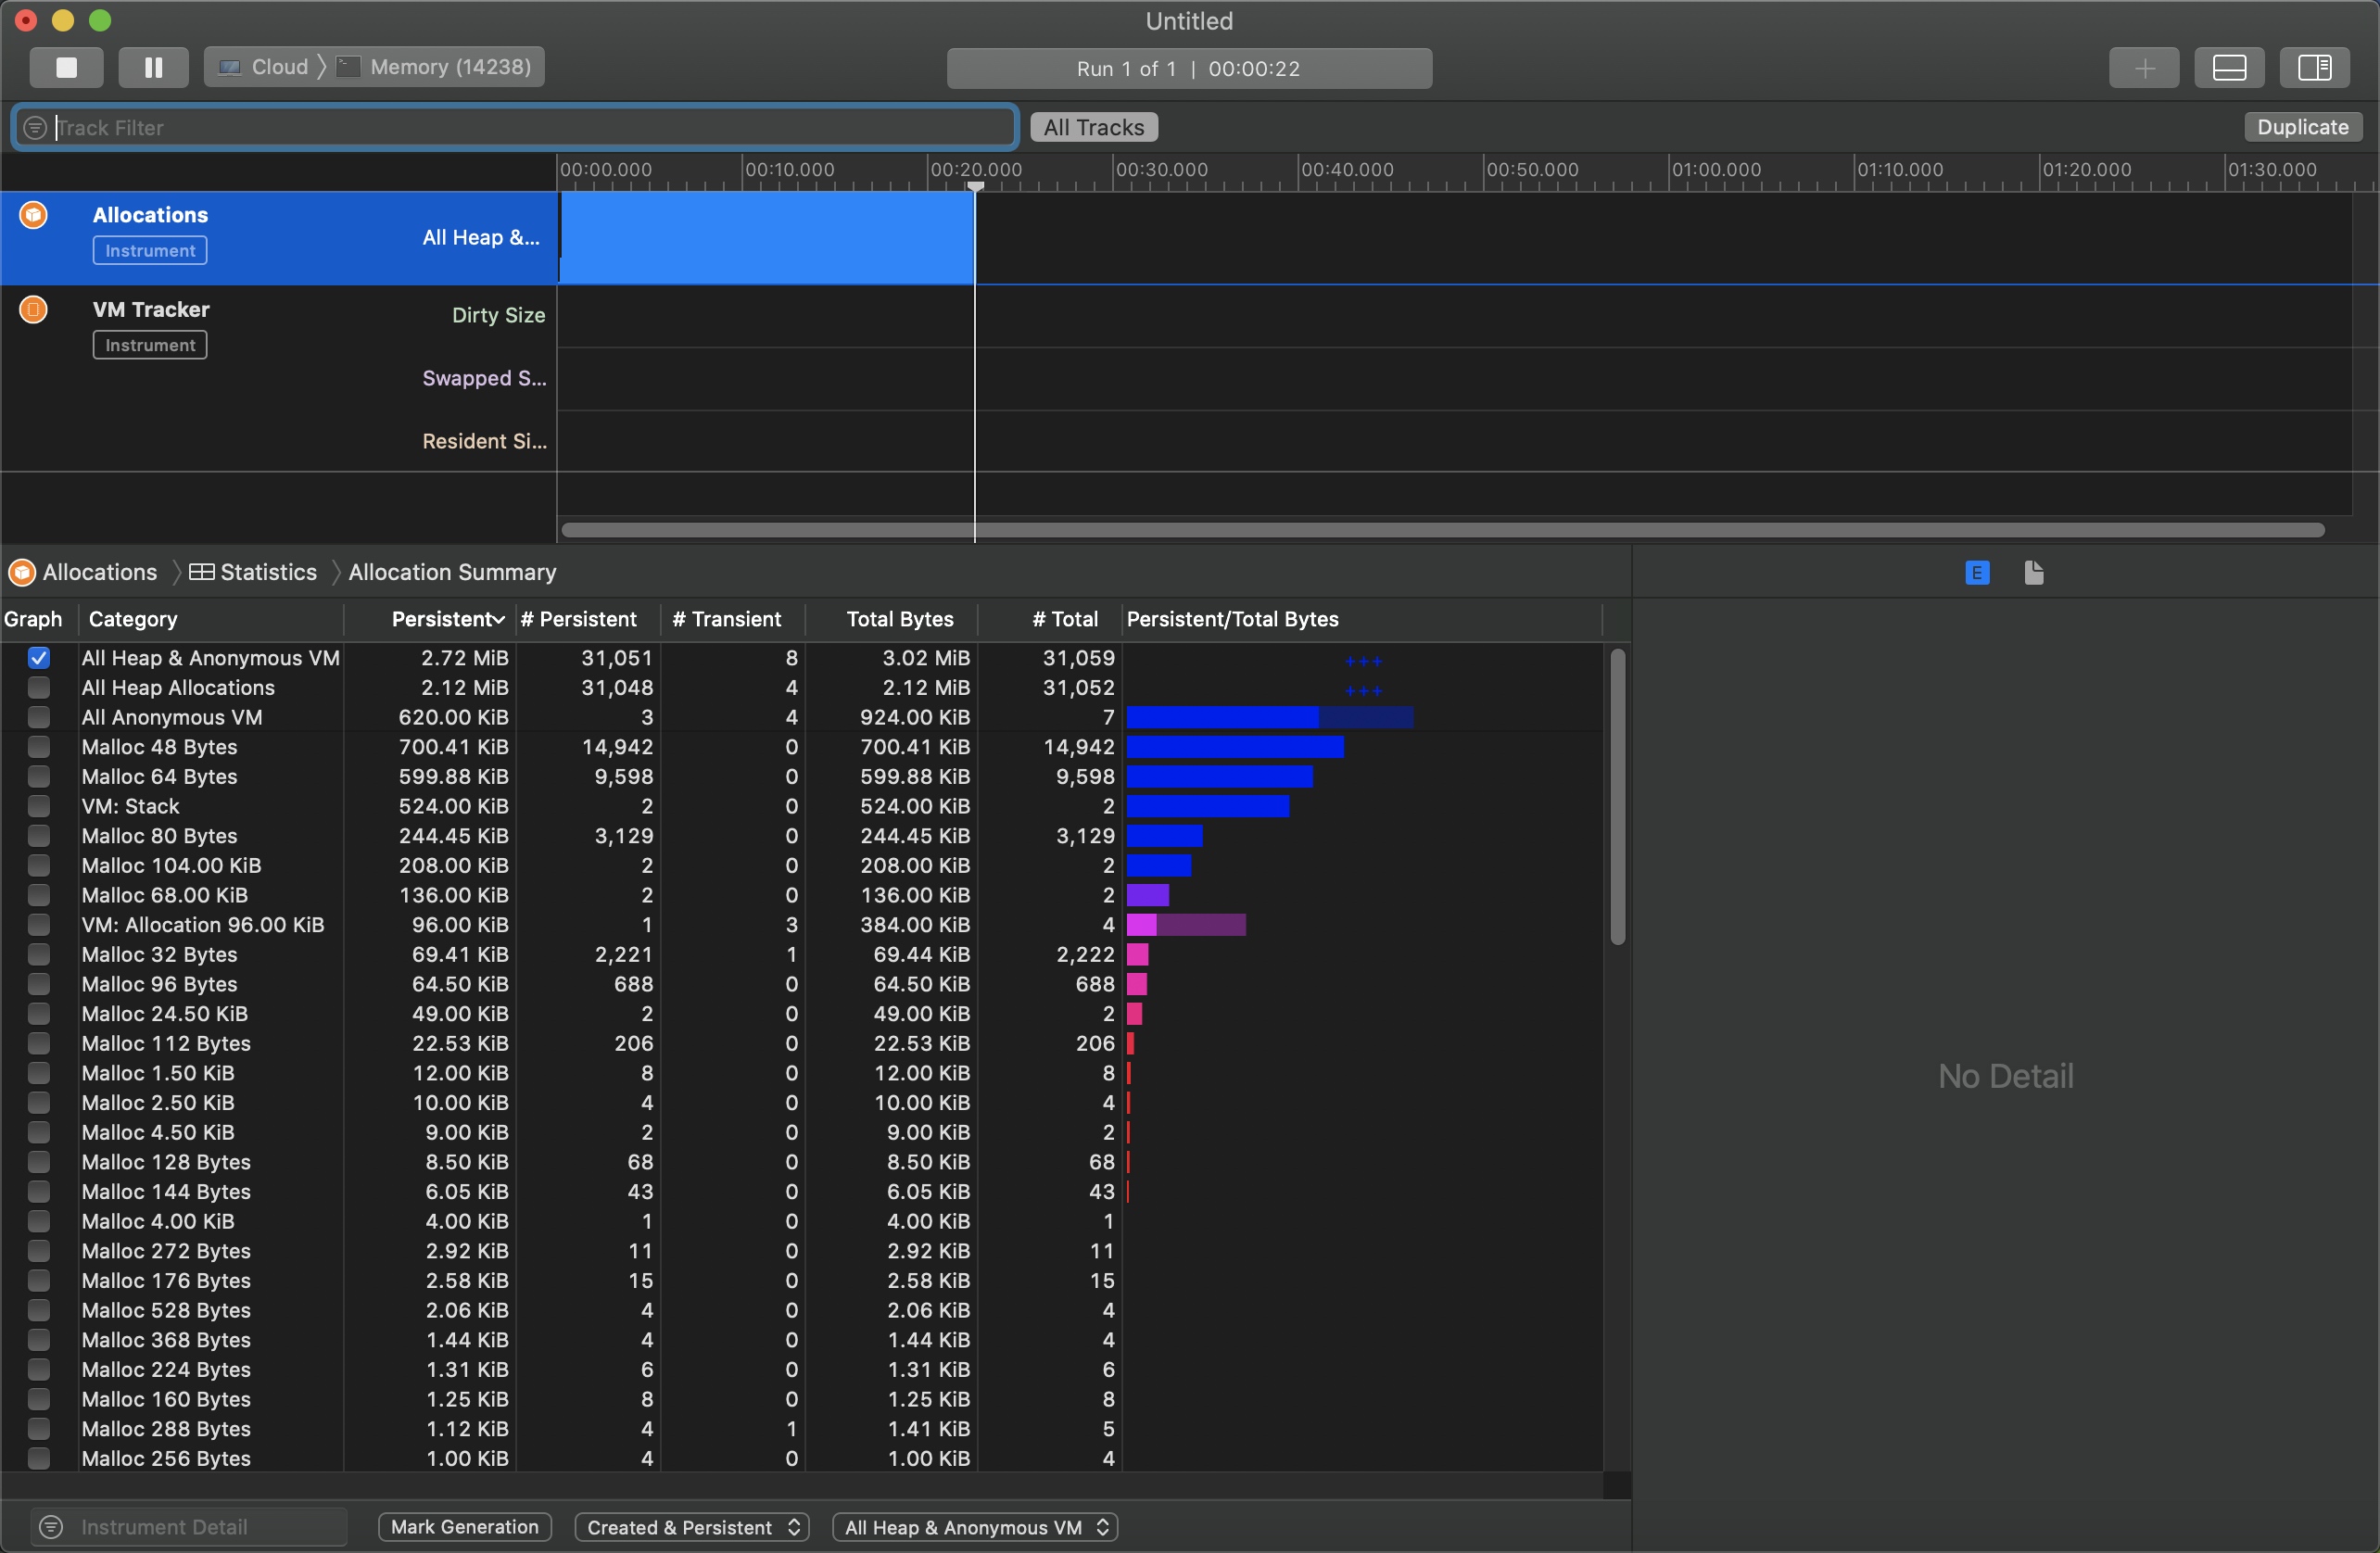 Untitled
Cloud 〉 Memory (14238)
Run 1 of 1 | 00:00:22
Track Filter
All Tracks
Duplicate
00:00.000 00:10.000 00:20.000 00:30.000 00:40.000 00:50.000 01:00.000 01:10.000 01:20.000 01:30.000
Allocations
Instrument
All Heap &...
VM Tracker
Instrument
Dirty Size
Swapped S...
Resident Si...
Allocations 〉 Statistics 〉 Allocation Summary
E
Graph Category Persistent # Persistent # Transient Total Bytes # Total Persistent/Total Bytes
All Heap & Anonymous VM 2.72 MiB 31,051 8 3.02 MiB 31,059 +++
All Heap Allocations 2.12 MiB 31,048 4 2.12 MiB 31,052 +++
All Anonymous VM 620.00 KiB 3 4 924.00 KiB 7
Malloc 48 Bytes 700.41 KiB 14,942 0 700.41 KiB 14,942
Malloc 64 Bytes 599.88 KiB 9,598 0 599.88 KiB 9,598
VM: Stack 524.00 KiB 2 0 524.00 KiB 2
Malloc 80 Bytes 244.45 KiB 3,129 0 244.45 KiB 3,129
Malloc 104.00 KiB 208.00 KiB 2 0 208.00 KiB 2
Malloc 68.00 KiB 136.00 KiB 2 0 136.00 KiB 2
VM: Allocation 96.00 KiB 96.00 KiB 1 3 384.00 KiB 4
Malloc 32 Bytes 69.41 KiB 2,221 1 69.44 KiB 2,222
Malloc 96 Bytes 64.50 KiB 688 0 64.50 KiB 688
Malloc 24.50 KiB 49.00 KiB 2 0 49.00 KiB 2
Malloc 112 Bytes 22.53 KiB 206 0 22.53 KiB 206
Malloc 1.50 KiB 12.00 KiB 8 0 12.00 KiB 8
Malloc 2.50 KiB 10.00 KiB 4 0 10.00 KiB 4
Malloc 4.50 KiB 9.00 KiB 2 0 9.00 KiB 2
Malloc 128 Bytes 8.50 KiB 68 0 8.50 KiB 68
Malloc 144 Bytes 6.05 KiB 43 0 6.05 KiB 43
Malloc 4.00 KiB 4.00 KiB 1 0 4.00 KiB 1
Malloc 272 Bytes 2.92 KiB 11 0 2.92 KiB 11
Malloc 176 Bytes 2.58 KiB 15 0 2.58 KiB 15
Malloc 528 Bytes 2.06 KiB 4 0 2.06 KiB 4
Malloc 368 Bytes 1.44 KiB 4 0 1.44 KiB 4
Malloc 224 Bytes 1.31 KiB 6 0 1.31 KiB 6
Malloc 160 Bytes 1.25 KiB 8 0 1.25 KiB 8
Malloc 288 Bytes 1.12 KiB 4 1 1.41 KiB 5
Malloc 256 Bytes 1.00 KiB 4 0 1.00 KiB 4
No Detail
Instrument Detail
Mark Generation
Created & Persistent
All Heap & Anonymous VM